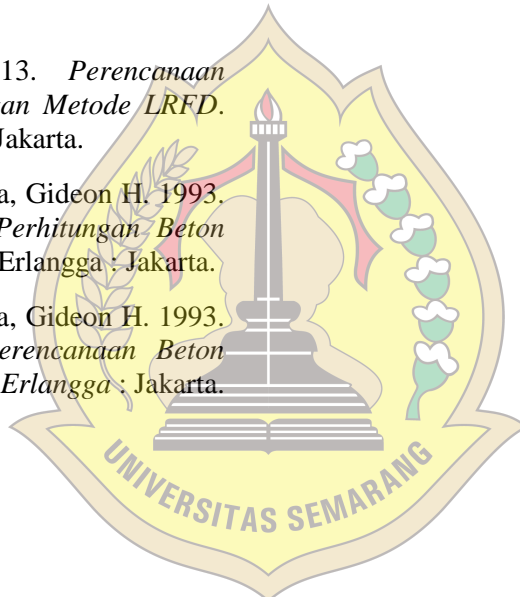 13. Perencanaan
an Metode LRFD.
Jakarta.
a, Gideon H. 1993.
Perhitungan Beton
Erlangga : Jakarta.
a, Gideon H. 1993.
erencanaan Beton
Erlangga : Jakarta.
UNIVERSITAS SEMARANG